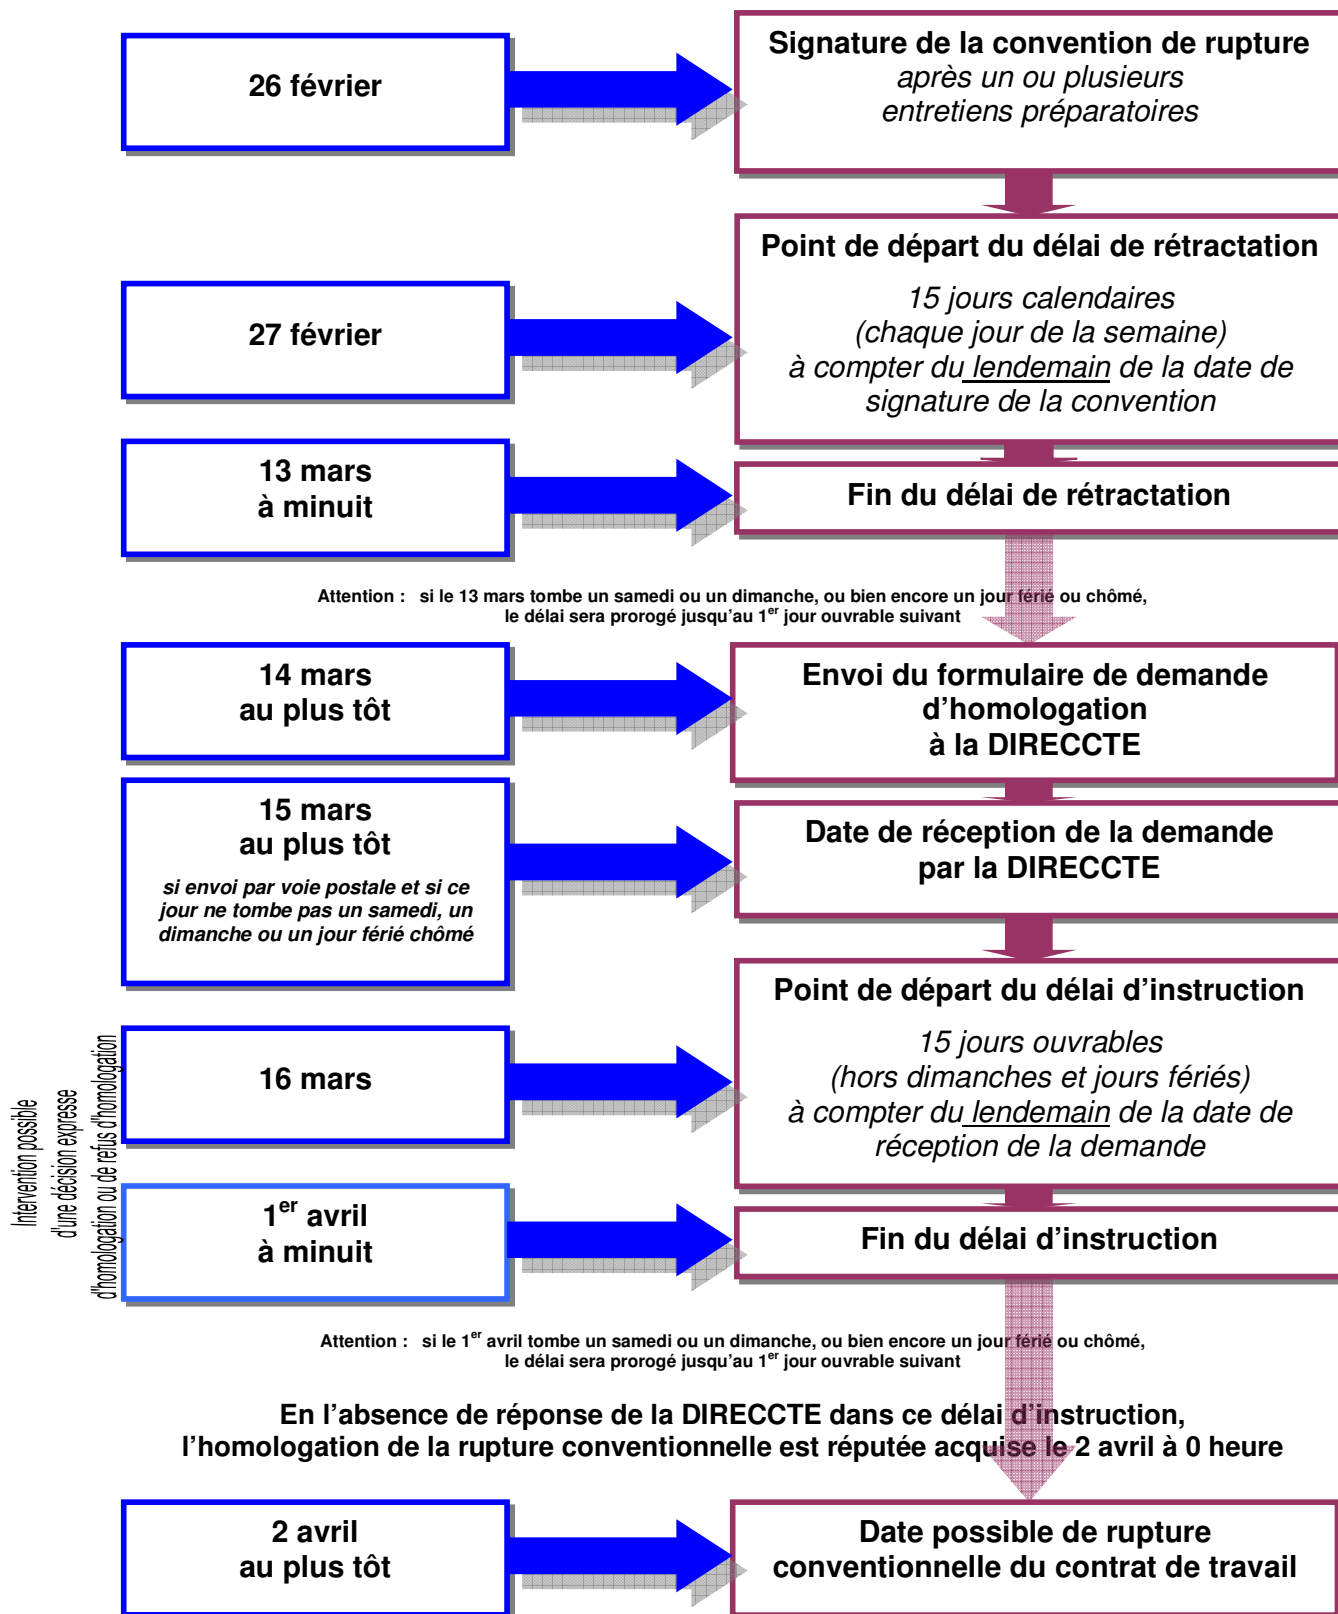 26 février
Signature de la convention de rupture
après un ou plusieurs
entretiens préparatoires
27 février
Point de départ du délai de rétractation
15 jours calendaires
(chaque jour de la semaine)
à compter du lendemain de la date de
signature de la convention
13 mars
à minuit
Fin du délai de rétractation
Attention : si le 13 mars tombe un samedi ou un dimanche, ou bien encore un jour férié ou chômé,
le délai sera prorogé jusqu'au 1er jour ouvrable suivant
14 mars
au plus tôt
Envoi du formulaire de demande
d'homologation
à la DIRECCTE
15 mars
au plus tôt
si envoi par voie postale et si ce
jour ne tombe pas un samedi, un
dimanche ou un jour férié chômé
Date de réception de la demande
par la DIRECCTE
Intervention possible
d'une décision expresse
d''homologation ou de refus d'homologation
16 mars
Point de départ du délai d'instruction
15 jours ouvrables
(hors dimanches et jours fériés)
à compter du lendemain de la date de
réception de la demande
1er avril
à minuit
Fin du délai d'instruction
Attention : si le 1er avril tombe un samedi ou un dimanche, ou bien encore un jour férié ou chômé,
le délai sera prorogé jusqu'au 1er jour ouvrable suivant
En l'absence de réponse de la DIRECCTE dans ce délai d'instruction,
l'homologation de la rupture conventionnelle est réputée acquise le 2 avril à 0 heure
2 avril
au plus tôt
Date possible de rupture
conventionnelle du contrat de travail